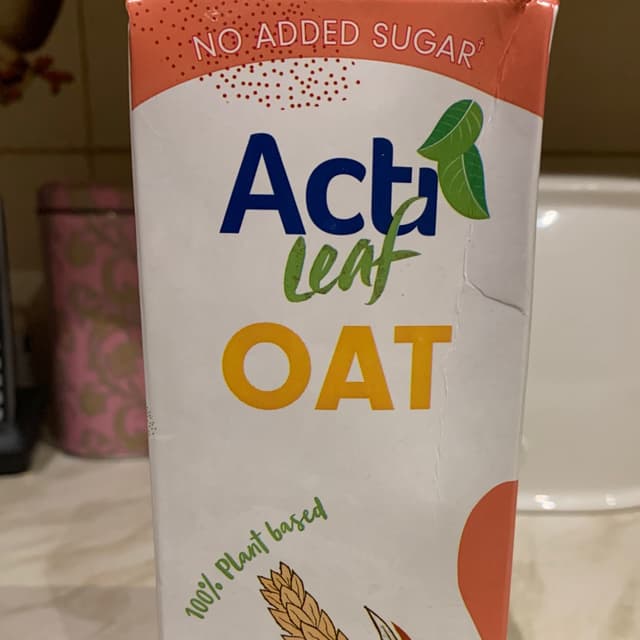 NO ADDED SUGAR†
Acti
Leaf
OAT
100% Plant based